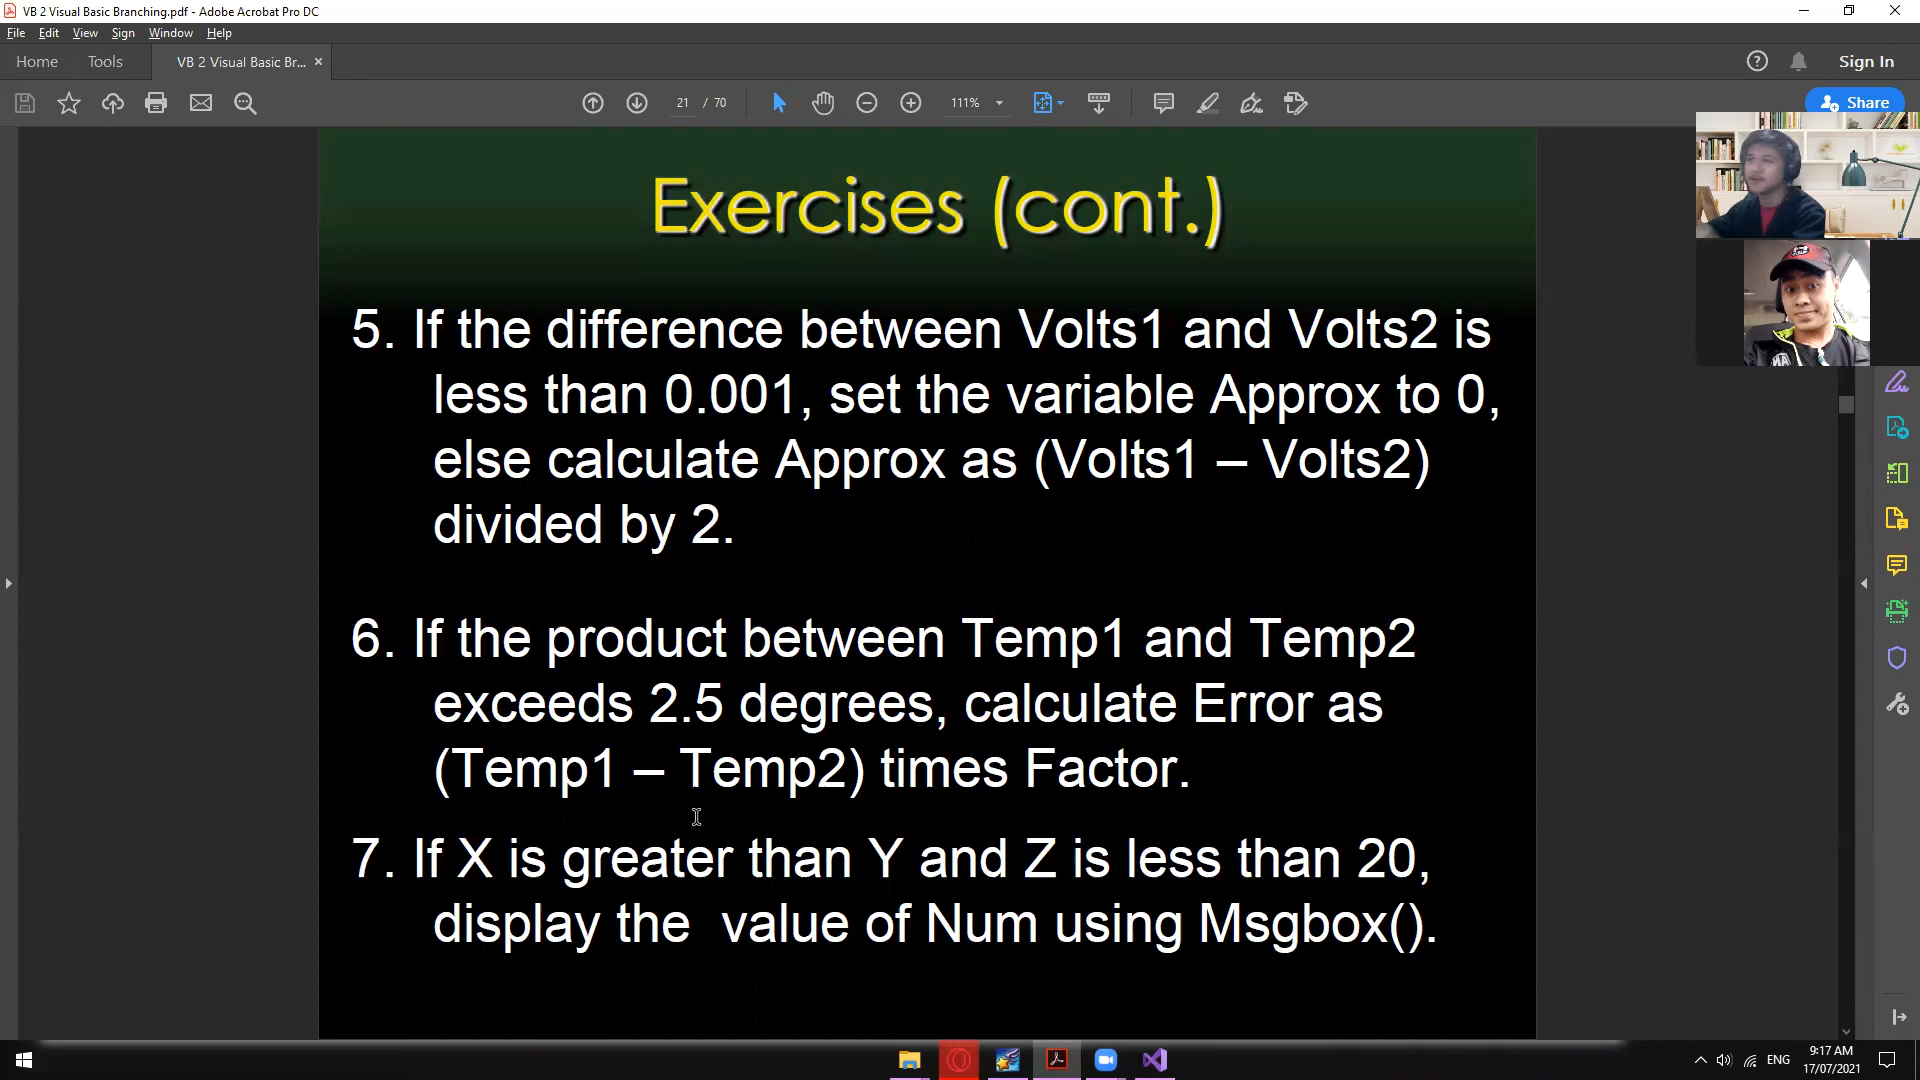 VB 2 Visual Basic Branching.pdf - Adobe Acrobat Pro DC
File Edit View Sign Window Help
Home Tools VB 2 Visual Basic Br... × Sign In
21 / 70 111% Share
Exercises (cont.)
5. If the difference between Volts1 and Volts2 is
less than 0.001, set the variable Approx to 0,
else calculate Approx as (Volts1 – Volts2)
divided by 2.
6. If the product between Temp1 and Temp2
exceeds 2.5 degrees, calculate Error as
(Temp1 – Temp2) times Factor.
7. If X is greater than Y and Z is less than 20,
display the value of Num using Msgbox().
ENG
9:17 AM
17/07/2021